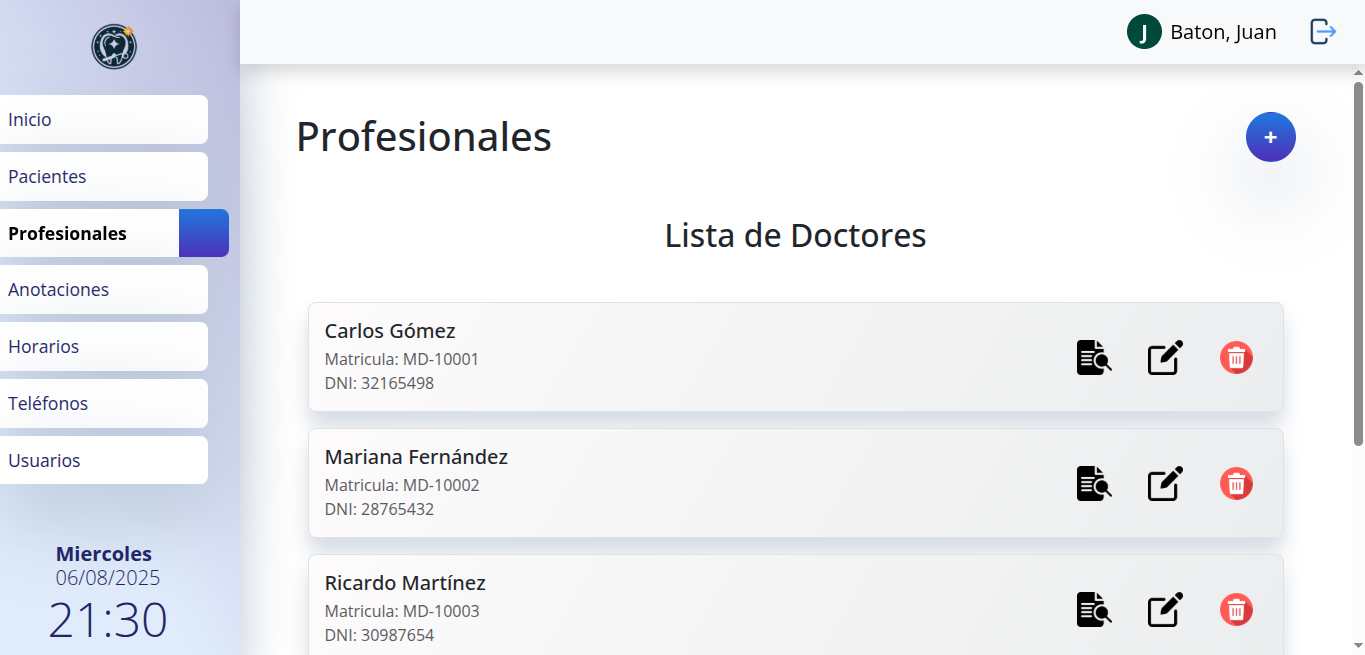 J
Baton, Juan
Inicio
Pacientes
Profesionales
Anotaciones
Horarios
Teléfonos
Usuarios
Miercoles
06/08/2025
21:30
Profesionales
+
Lista de Doctores
Carlos Gómez
Matricula: MD-10001
DNI: 32165498
Mariana Fernández
Matricula: MD-10002
DNI: 28765432
Ricardo Martínez
Matricula: MD-10003
DNI: 30987654